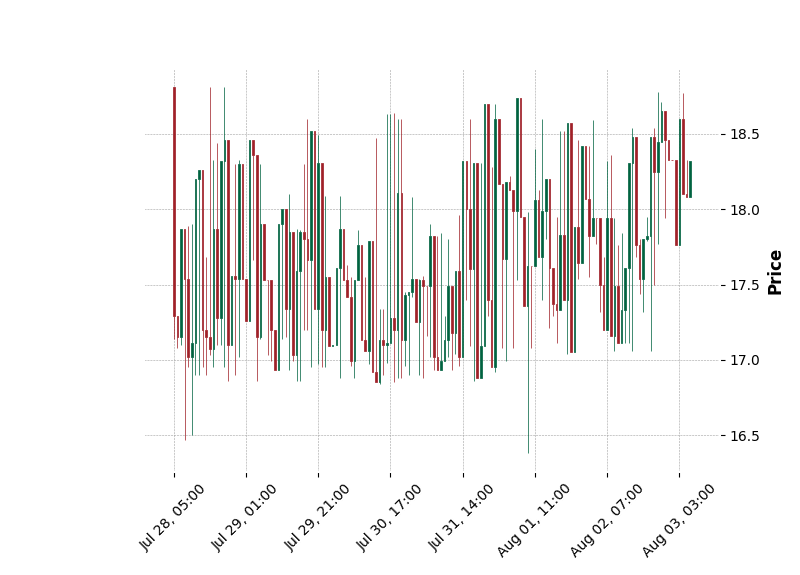 18.5
18.0
17.5
17.0
16.5
Price
Jul 28, 05:00
Jul 29, 01:00
Jul 29, 21:00
Jul 30, 17:00
Jul 31, 14:00
Aug 01, 11:00
Aug 02, 07:00
Aug 03, 03:00